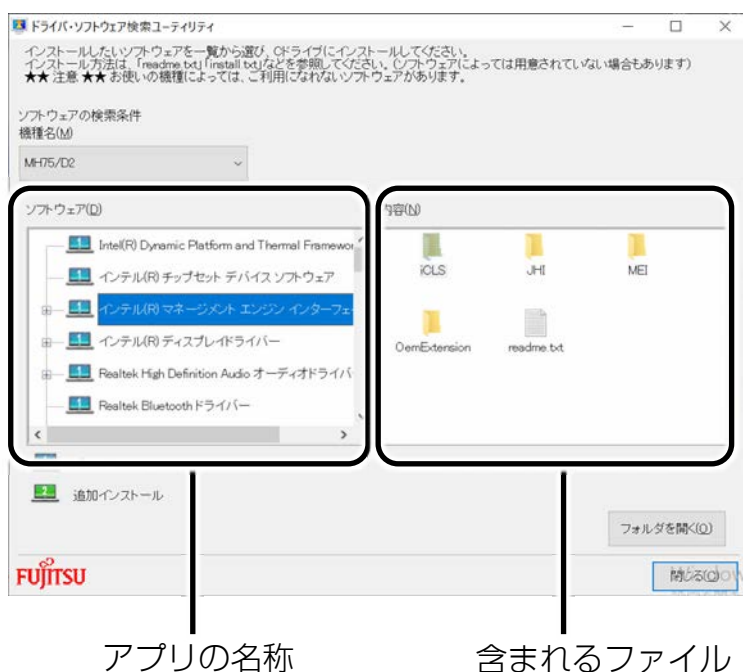 ドライバ・ソフトウェア検索ユーティリティ
インストールしたいソフトウェアを一覧から選び、Cドライブにインストールしてください。
インストール方法は、「readme.txt」「install.txt」などを参照してください。(ソフトウェアによっては用意されていない場合もあります)
★★ 注意 ★★ お使いの機種によっては、ご利用になれないソフトウェアがあります。
ソフトウェアの検索条件
機種名(M)
MH75/D2
ソフトウェア(D)
Intel(R) Dynamic Platform and Thermal Framewor
インテル(R) チップセット デバイス ソフトウェア
インテル(R) マネージメント エンジン インターフェ
インテル(R) ディスプレイドライバー
Realtek High Definition Audio オーディオドライバ
Realtek Bluetooth ドライバー
内容(N)
iCLS JHI MEI
OemExtension readme.txt
追加インストール
フォルダを開く(O)
FUJITSU
閉じる(C)
アプリの名称
含まれるファイル